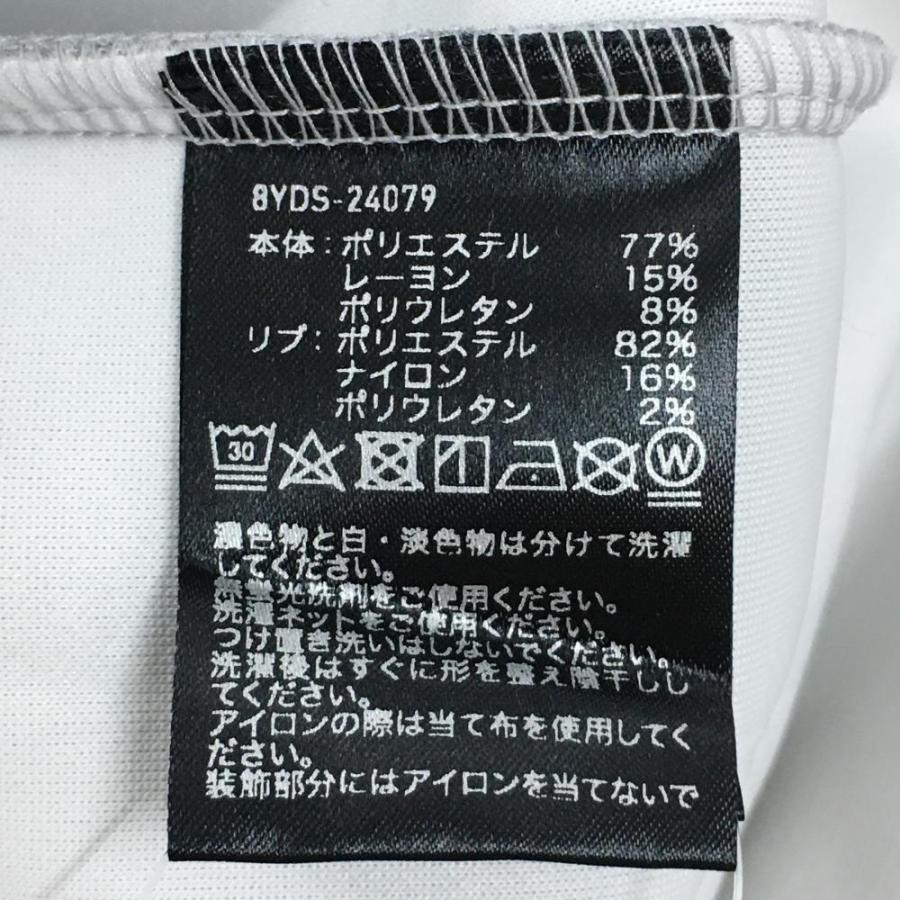 8YDS-24079
本体：ポリエステル 77%
レーヨン 15%
ポリウレタン 8%
リブ：ポリエステル 82%
ナイロン 16%
ポリウレタン 2%
30 W
濃色物と白・淡色物は分けて洗濯
してください。
無蛍光洗剤をご使用ください。
洗濯ネットをご使用ください。
つけ置き洗いはしないでください。
洗濯後はすぐに形を整え陰干しし
てください。
アイロンの際は当て布を使用してく
ださい。
装飾部分にはアイロンを当てないで